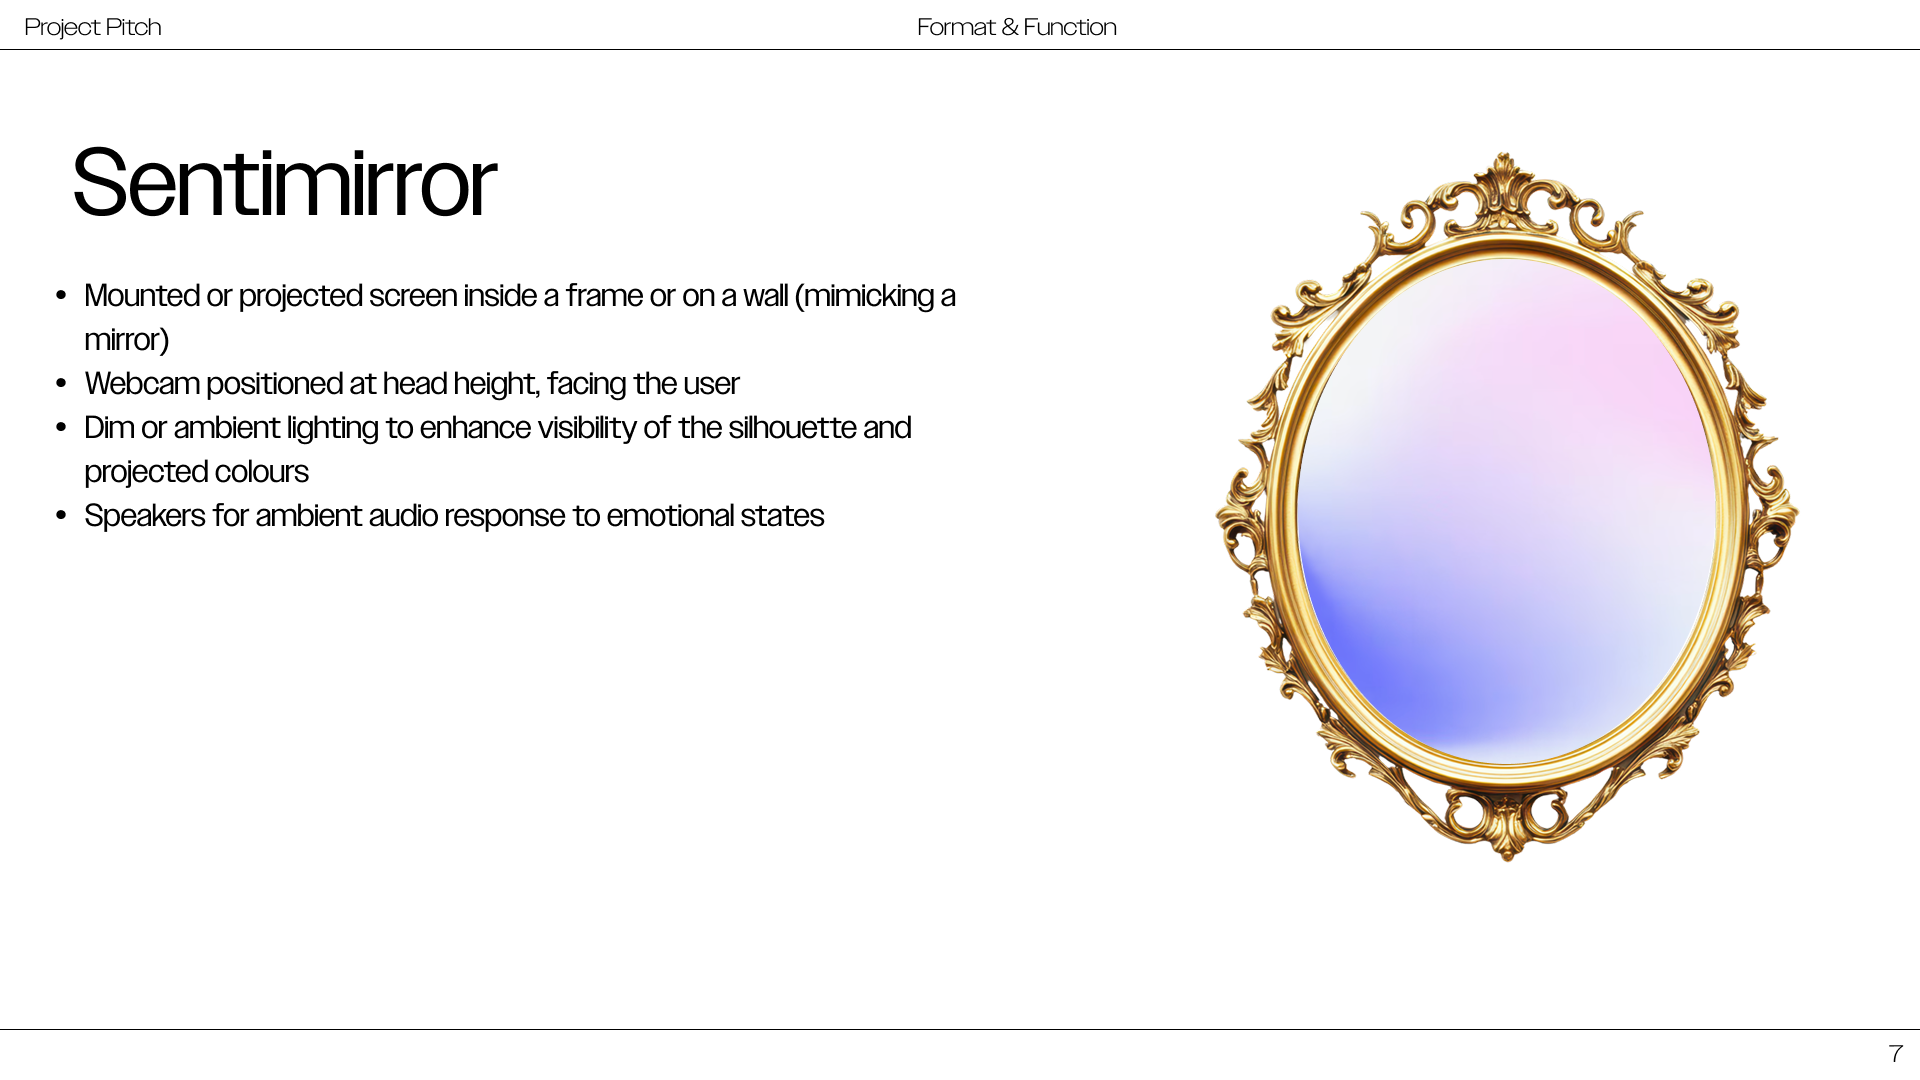 Project Pitch
Format & Function
Sentimirror
• Mounted or projected screen inside a frame or on a wall (mimicking a
mirror)
• Webcam positioned at head height, facing the user
• Dim or ambient lighting to enhance visibility of the silhouette and
projected colours
• Speakers for ambient audio response to emotional states
7